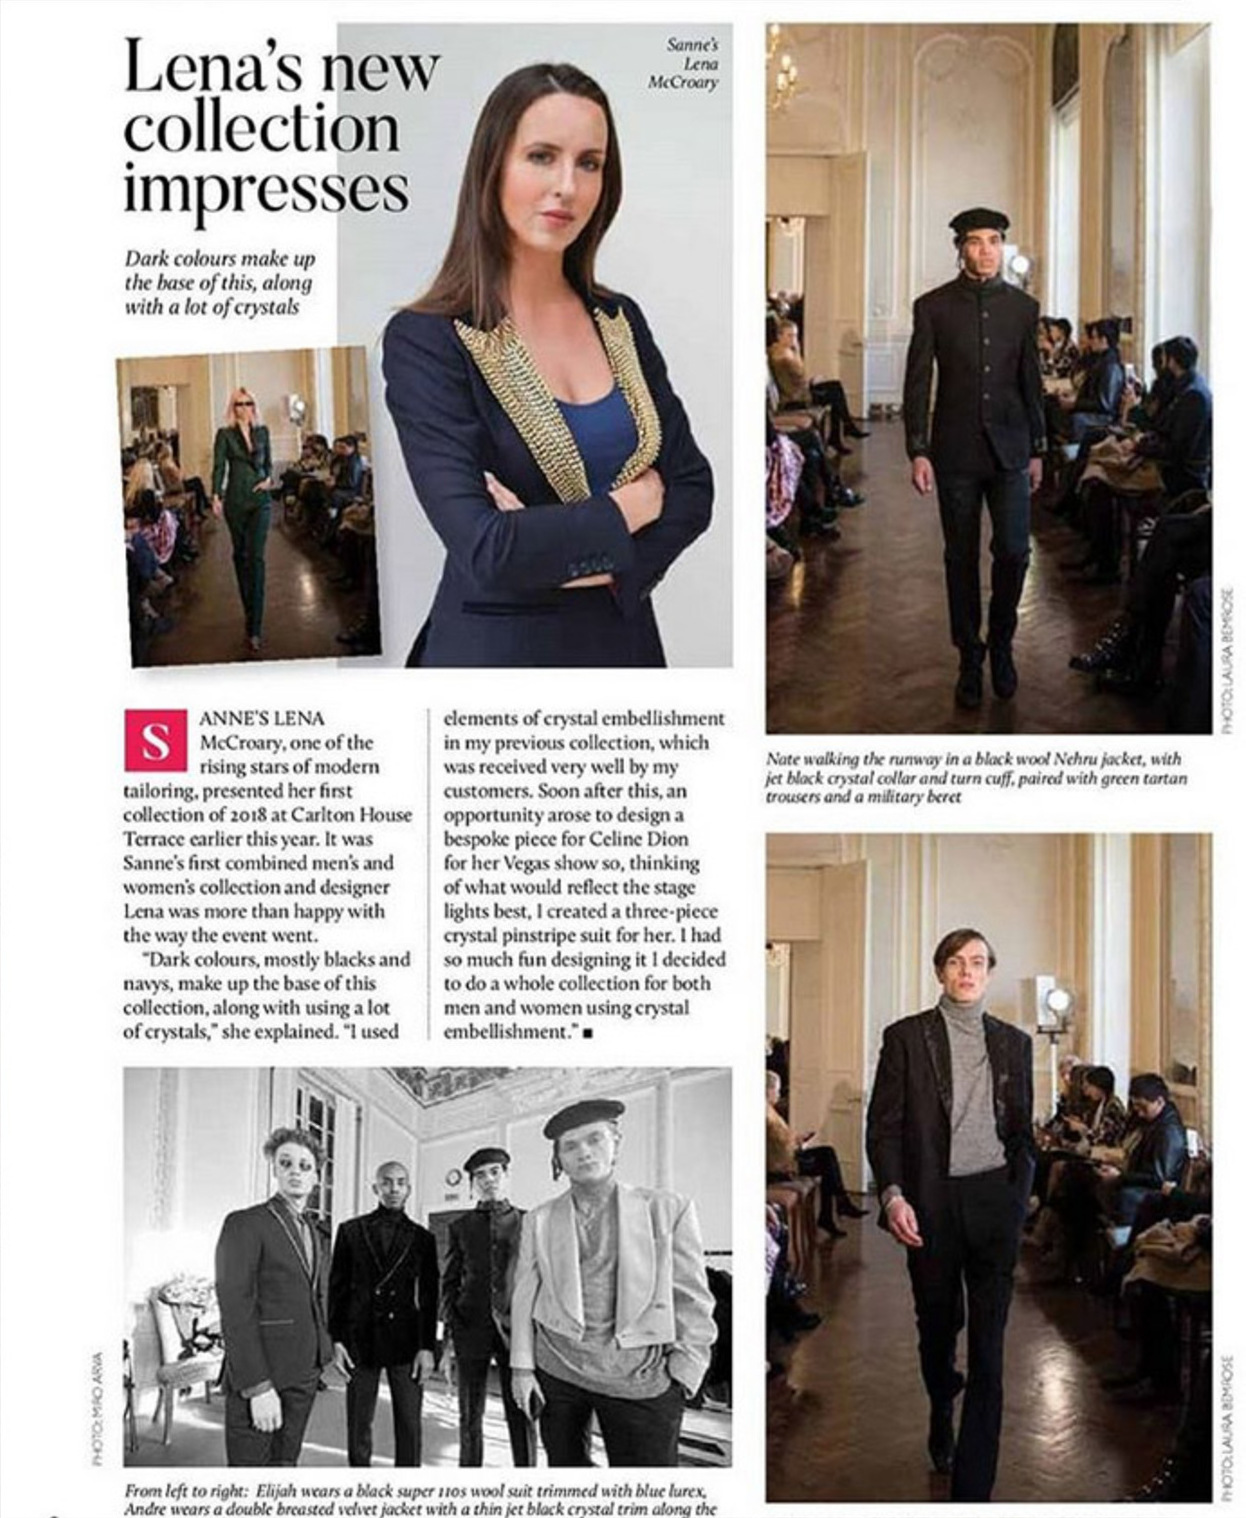 Lena's new
collection
impresses
Dark colours make up
the base of this, along
with a lot of crystals
Sanne's
Lena
McCroary
SANNE'S LENA
McCroary, one of the
rising stars of modern
tailoring, presented her first
collection of 2018 at Carlton House
Terrace earlier this year. It was
Sanne's first combined men's and
women's collection and designer
Lena was more than happy with
the way the event went.
"Dark colours, mostly blacks and
navys, make up the base of this
collection, along with using a lot
of crystals," she explained. "I used
elements of crystal embellishment
in my previous collection, which
was received very well by my
customers. Soon after this, an
opportunity arose to design a
bespoke piece for Celine Dion
for her Vegas show so, thinking
of what would reflect the stage
lights best, I created a three-piece
crystal pinstripe suit for her. I had
so much fun designing it I decided
to do a whole collection for both
men and women using crystal
embellishment." ■
PHOTO: MIRO ARVA
From left to right: Elijah wears a black super 110s wool suit trimmed with blue lurex,
Andre wears a double breasted velvet jacket with a thin jet black crystal trim along the
PHOTO: LAURA BEMROSE
Nate walking the runway in a black wool Nehru jacket, with
jet black crystal collar and turn cuff, paired with green tartan
trousers and a military beret
PHOTO: LAURA BEMROSE